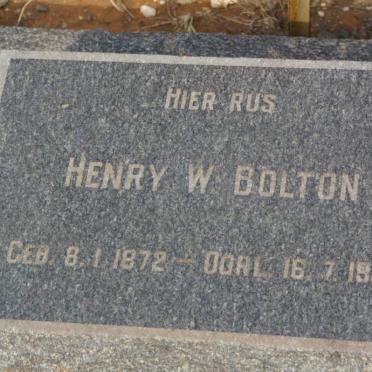 HIER RUS
HENRY W BOLTON
GEB. 8.1.1872 — OORL. 16.7.19